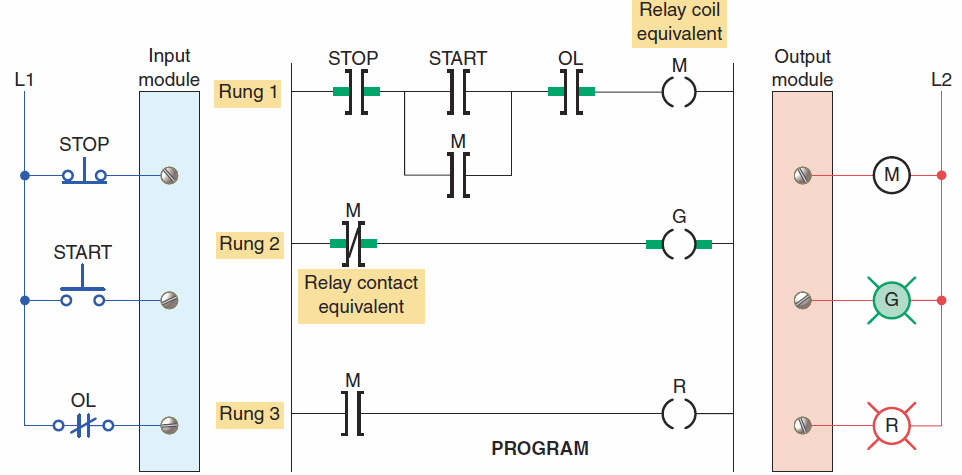 Relay coil
equivalent
Input
module
STOP
START
OL
M
Output
module
L1
L2
Rung 1
STOP
M
M
M
G
Rung 2
START
Relay contact
equivalent
G
M
R
OL
Rung 3
R
PROGRAM